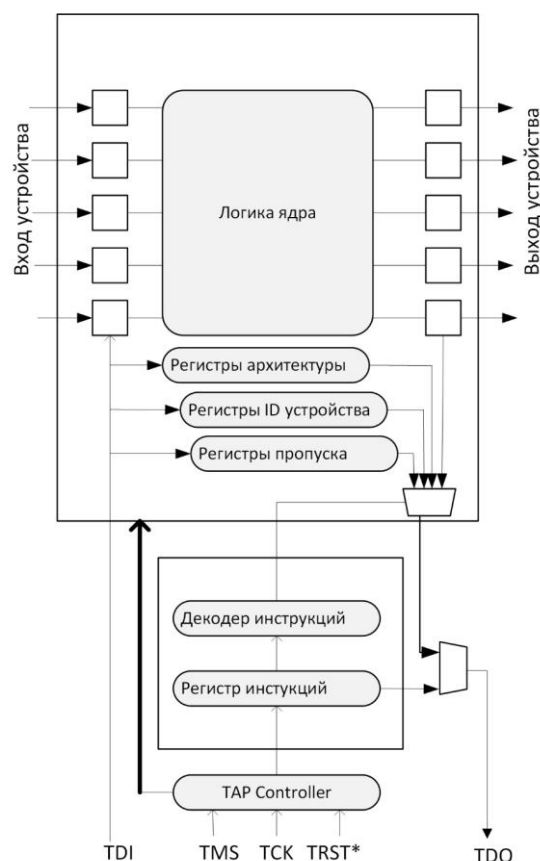 Вход устройства
Логика ядра
Выход устройства
Регистры архитектуры
Регистры ID устройства
Регистры пропуска
Декодер инструкций
Регистр инстукций
TAP Controller
TDI TMS TCK TRST* TDO